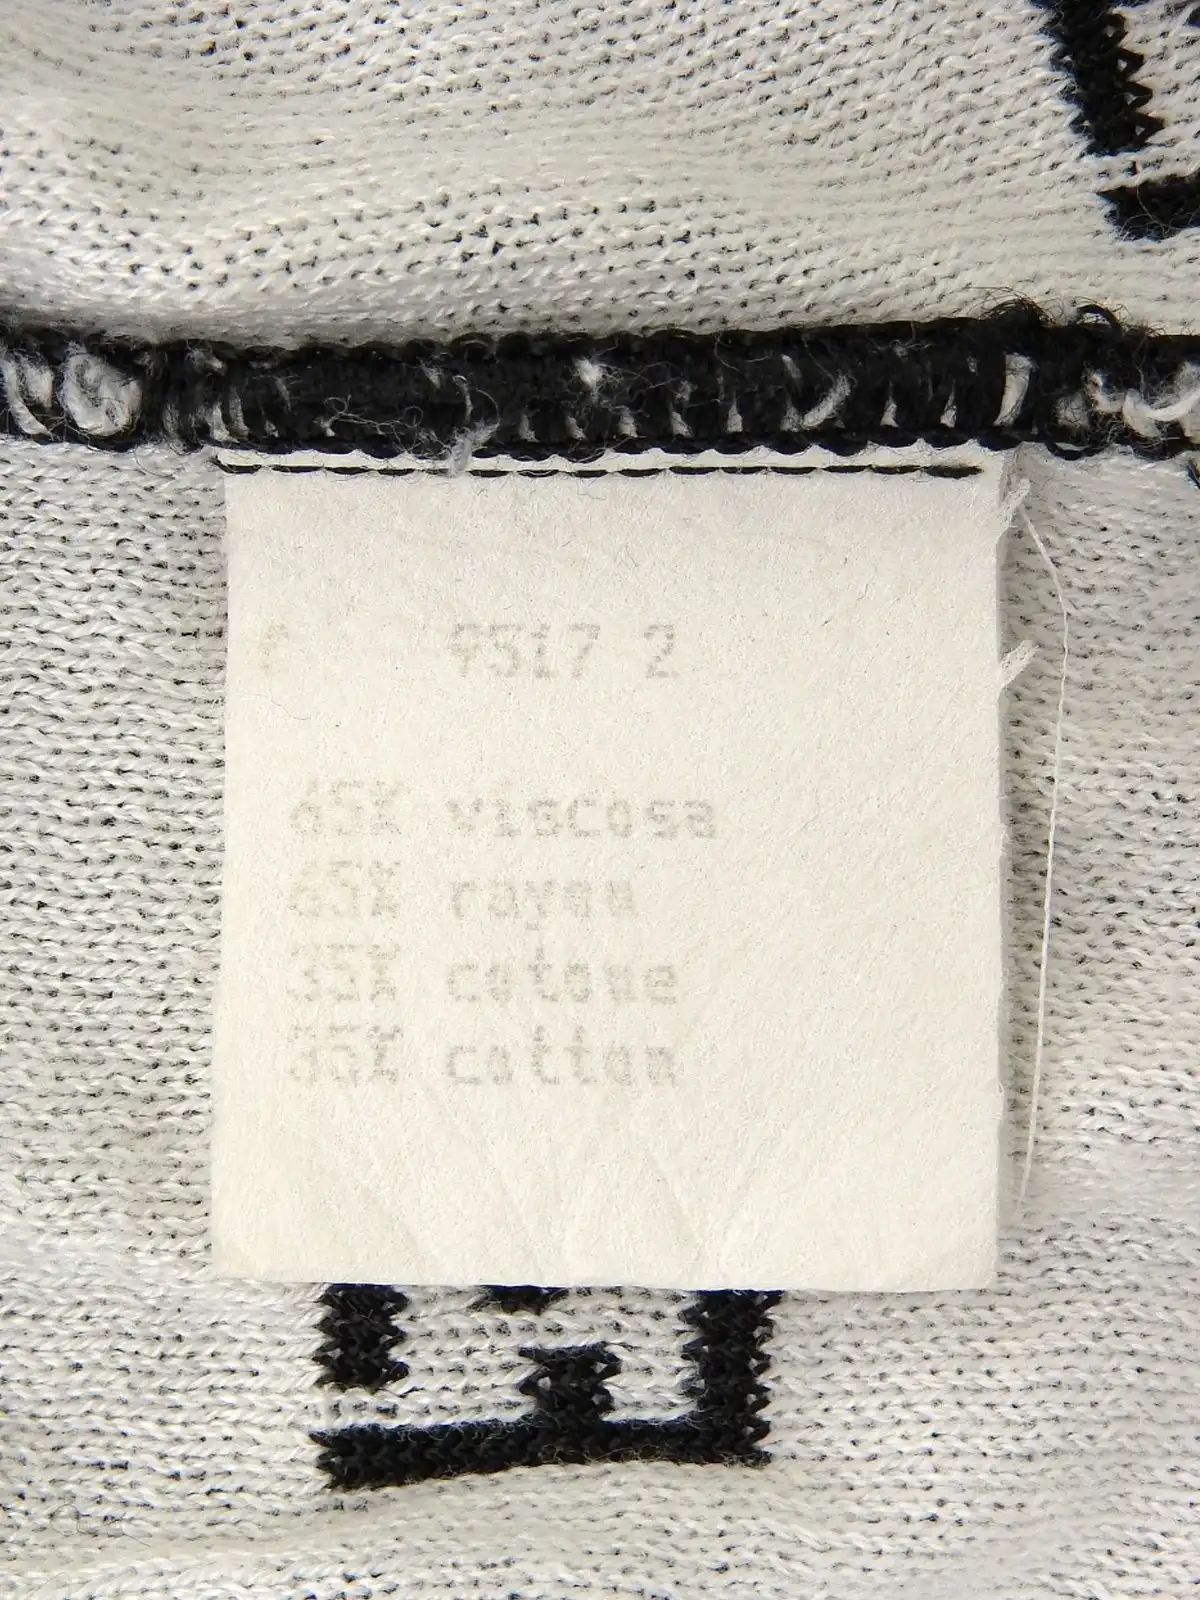 9517 2
65% viscosa
65% rayon
35% cotone
35% cotton